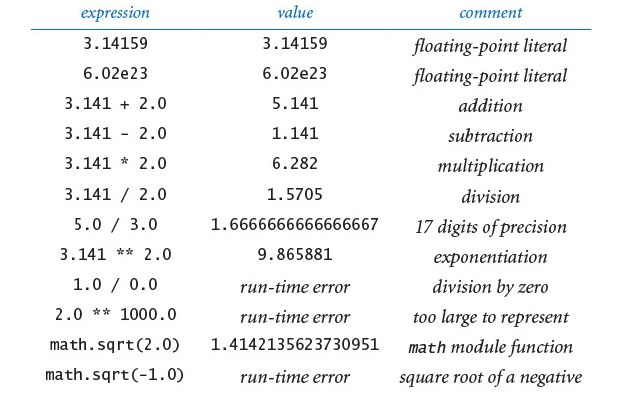 expression value comment
3.14159 3.14159 floating-point literal
6.02e23 6.02e23 floating-point literal
3.141 + 2.0 5.141 addition
3.141 - 2.0 1.141 subtraction
3.141 * 2.0 6.282 multiplication
3.141 / 2.0 1.5705 division
5.0 / 3.0 1.6666666666666667 17 digits of precision
3.141 ** 2.0 9.865881 exponentiation
1.0 / 0.0 run-time error division by zero
2.0 ** 1000.0 run-time error too large to represent
math.sqrt(2.0) 1.4142135623730951 math module function
math.sqrt(-1.0) run-time error square root of a negative